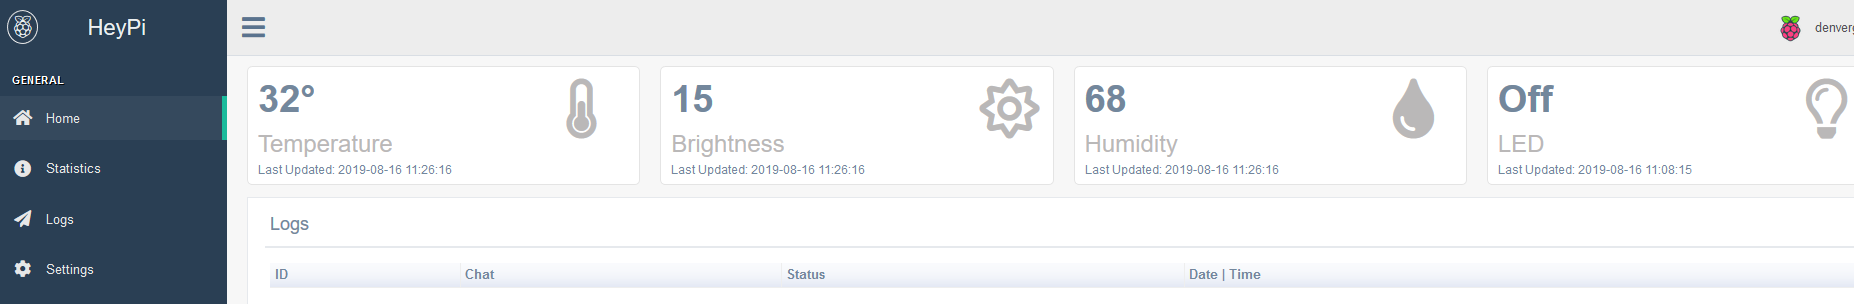 HeyPi
GENERAL
Home
Statistics
Logs
Settings
32°
Temperature
Last Updated: 2019-08-16 11:26:16
15
Brightness
Last Updated: 2019-08-16 11:26:16
68
Humidity
Last Updated: 2019-08-16 11:26:16
Off
LED
Last Updated: 2019-08-16 11:08:15
Logs
ID Chat Status Date | Time